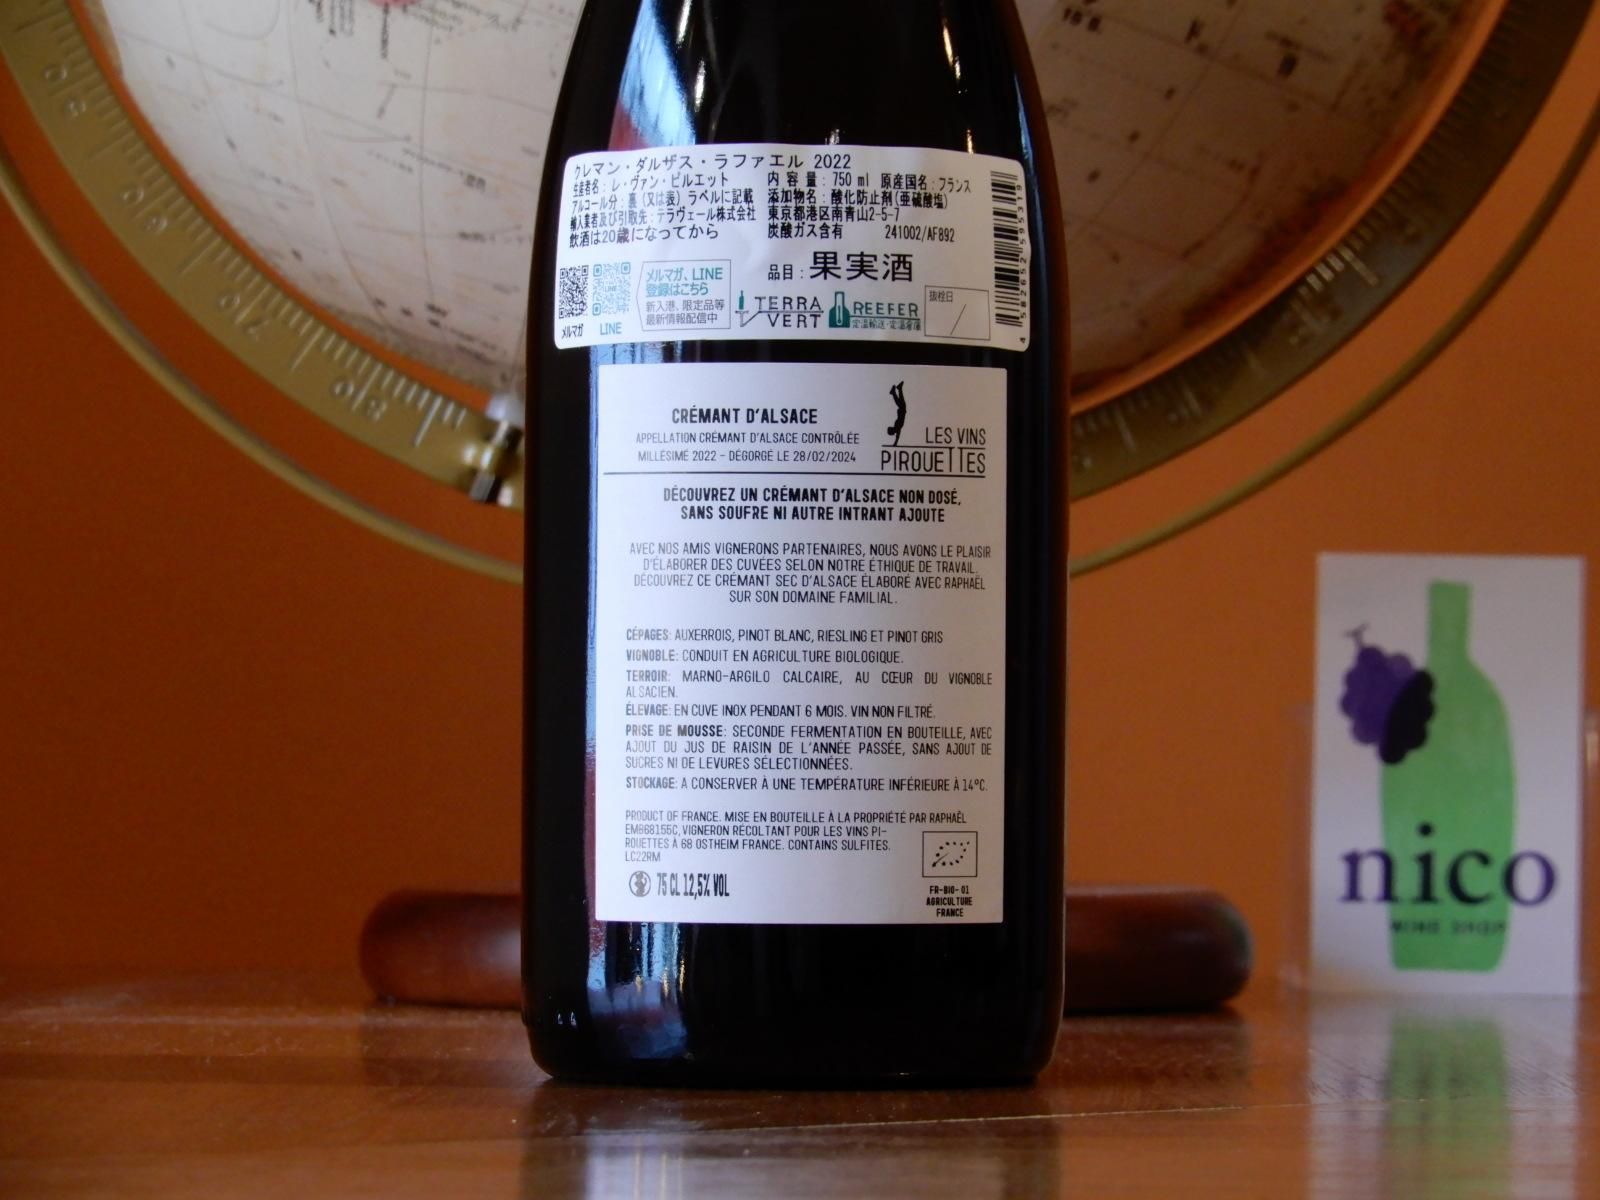 クレマン・ダルザス・ラファエル 2022
生産者名：レ・ヴァン・ピルエット 内容量：750 ml 原産国名：フランス
アルコール分：裏（又は表）ラベルに記載 添加物名：酸化防止剤(亜硫酸塩)
輸入業者及び引取先：テラヴェール株式会社 東京都港区南青山2-5-7
飲酒は20歳になってから 炭酸ガス含有 241002/AF892
品目：果実酒
メルマガ、LINE
登録はこちら
新入港、限定品等
最新情報配信中
メルマガ LINE
TERRA
VERT
REEFER
定温輸送・定温倉庫
抜栓日
4 582652 595319
CRÉMANT D'ALSACE
APPELLATION CRÉMANT D'ALSACE CONTRÔLÉE
MILLÉSIMÉ 2022 - DÉGORGÉ LE 28/02/2024
LES VINS
PIROUETTES
DÉCOUVREZ UN CRÉMANT D'ALSACE NON DOSÉ,
SANS SOUFRE NI AUTRE INTRANT AJOUTE
AVEC NOS AMIS VIGNERONS PARTENAIRES, NOUS AVONS LE PLAISIR
D'ÉLABORER DES CUVÉES SELON NOTRE ÉTHIQUE DE TRAVAIL.
DÉCOUVREZ CE CRÉMANT SEC D'ALSACE ÉLABORÉ AVEC RAPHAËL
SUR SON DOMAINE FAMILIAL.
CÉPAGES: AUXERROIS, PINOT BLANC, RIESLING ET PINOT GRIS
VIGNOBLE: CONDUIT EN AGRICULTURE BIOLOGIQUE.
TERROIR: MARNO-ARGILO CALCAIRE, AU CŒUR DU VIGNOBLE
ALSACIEN.
ÉLEVAGE: EN CUVE INOX PENDANT 6 MOIS. VIN NON FILTRÉ.
PRISE DE MOUSSE: SECONDE FERMENTATION EN BOUTEILLE, AVEC
AJOUT DU JUS DE RAISIN DE L'ANNÉE PASSÉE, SANS AJOUT DE
SUCRES NI DE LEVURES SÉLECTIONNÉES.
STOCKAGE: A CONSERVER À UNE TEMPÉRATURE INFÉRIEURE À 14°C.
PRODUCT OF FRANCE. MISE EN BOUTEILLE À LA PROPRIÉTÉ PAR RAPHAËL
EMB68155C, VIGNERON RÉCOLTANT POUR LES VINS PI-
ROUETTES À 68 OSTHEIM FRANCE. CONTAINS SULFITES.
LC22RM
75 CL 12,5% VOL
FR-BIO-01
AGRICULTURE
FRANCE
nico
WINE SHOP